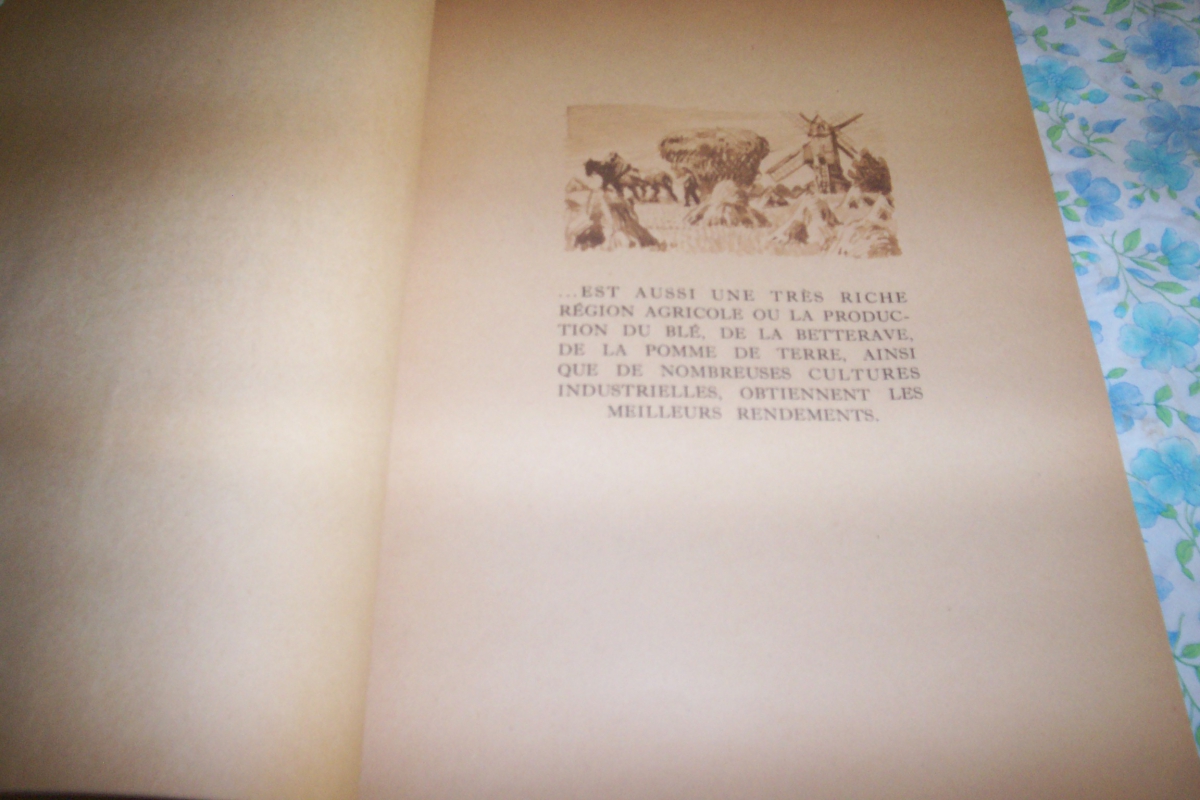 ...EST AUSSI UNE TRÈS RICHE
RÉGION AGRICOLE OU LA PRODUC-
TION DU BLÉ, DE LA BETTERAVE,
DE LA POMME DE TERRE, AINSI
QUE DE NOMBREUSES CULTURES
INDUSTRIELLES, OBTIENNENT LES
MEILLEURS RENDEMENTS.